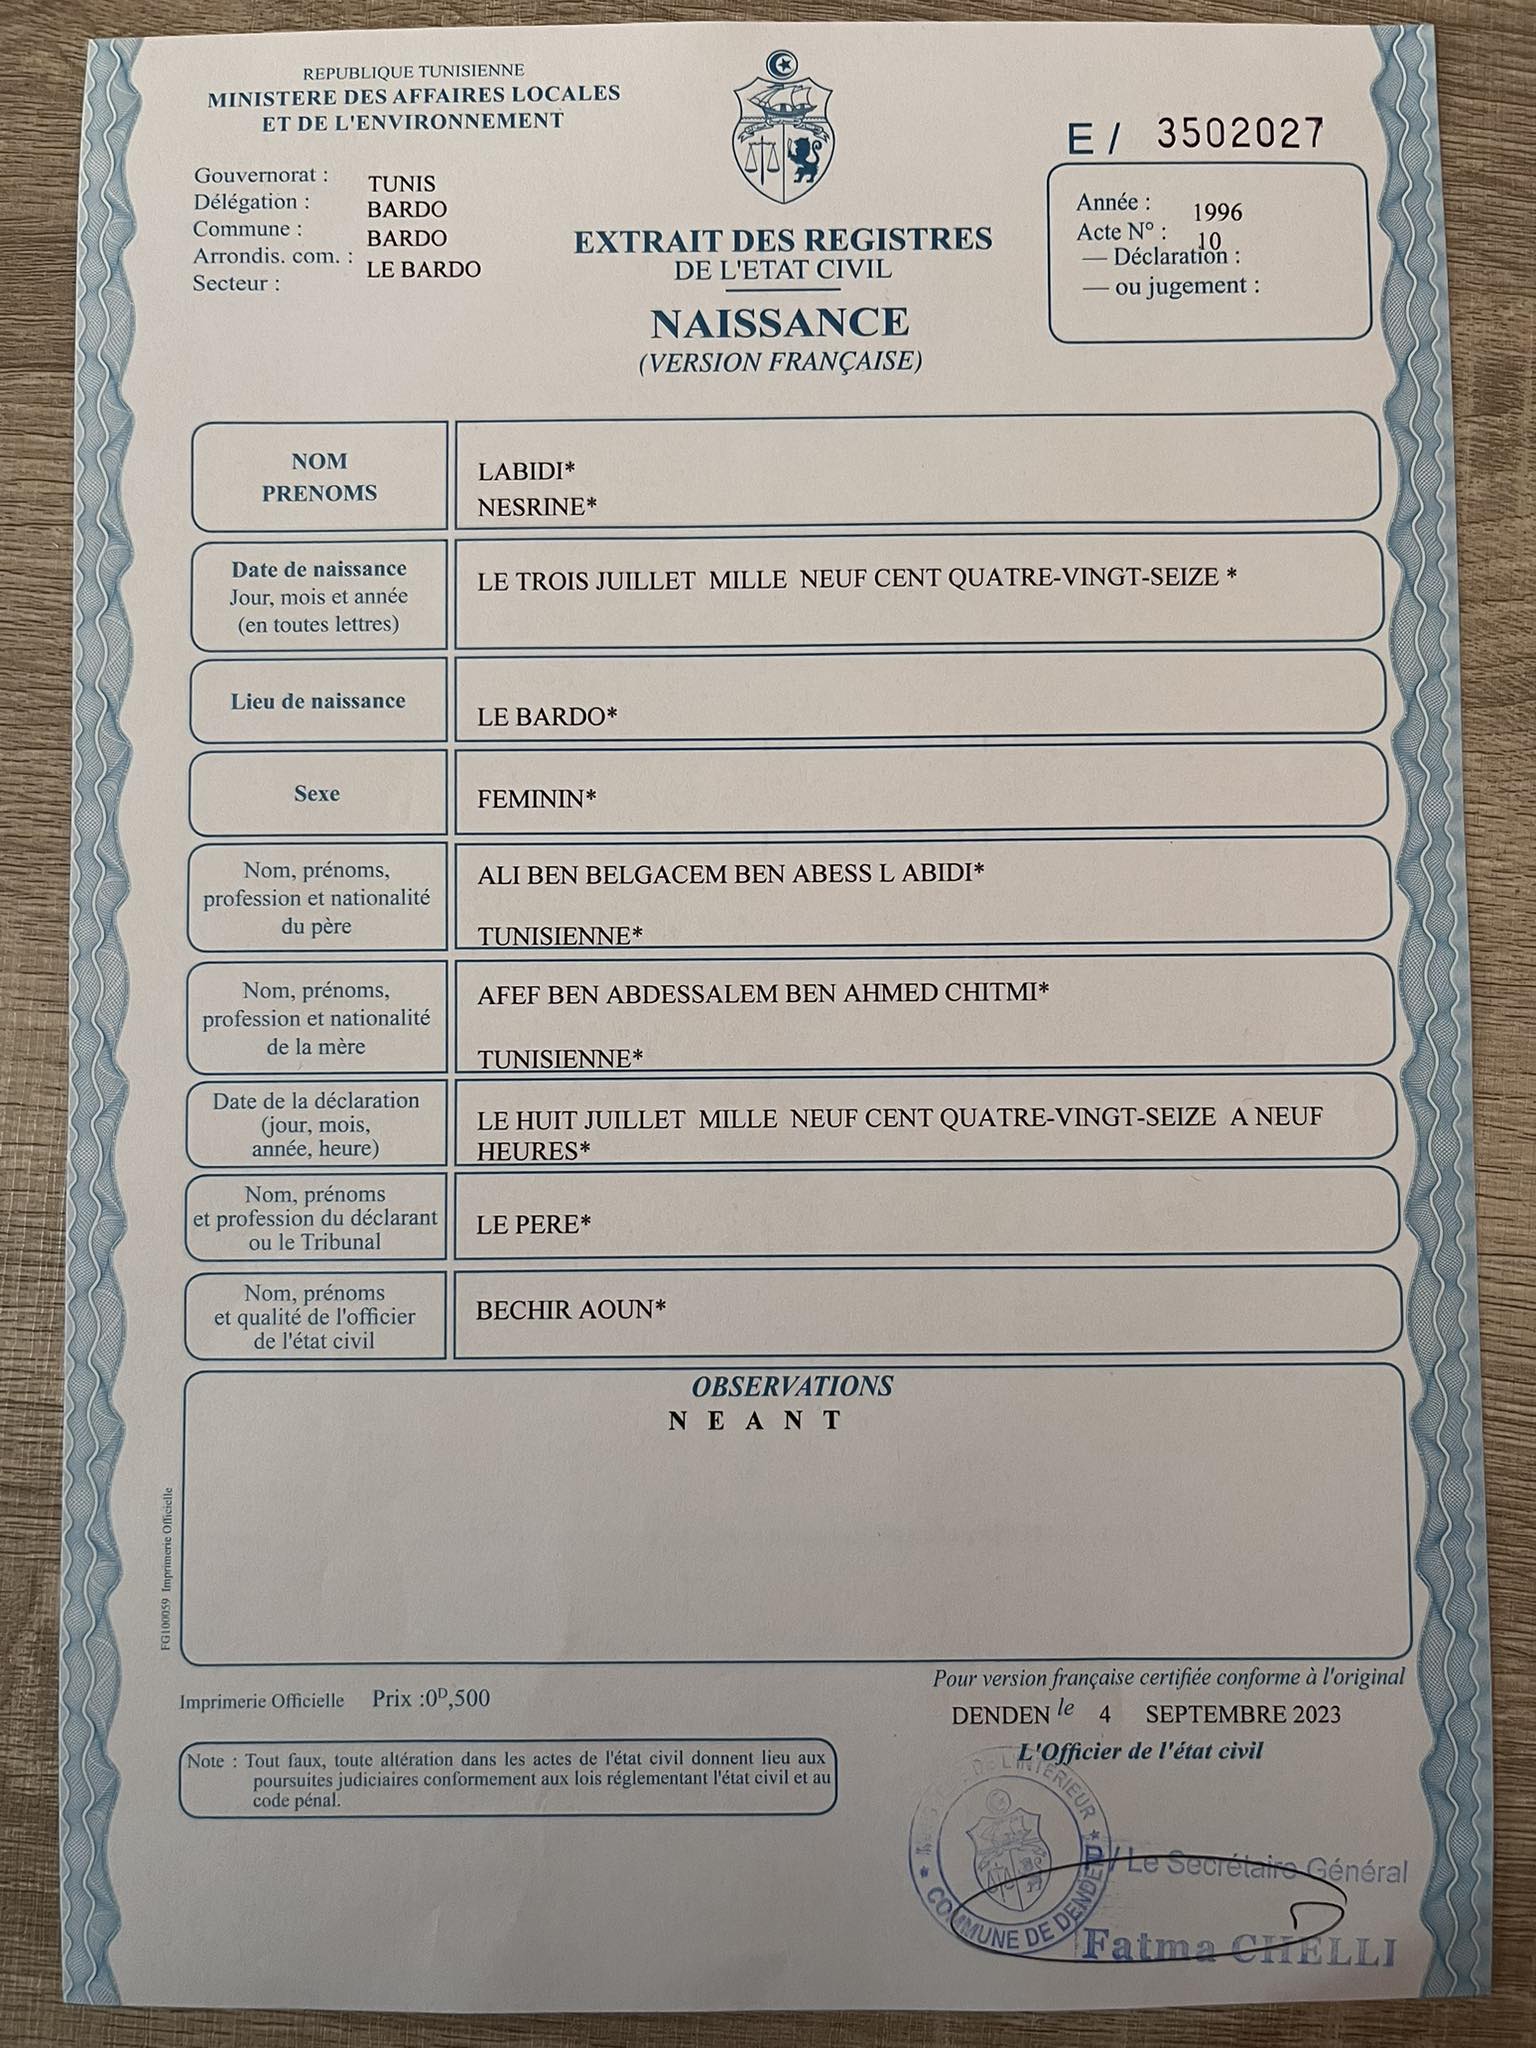 REPUBLIQUE TUNISIENNE
MINISTERE DES AFFAIRES LOCALES
ET DE L'ENVIRONNEMENT
Gouvernorat : TUNIS
Délégation : BARDO
Commune : BARDO
Arrondis. com. : LE BARDO
Secteur :
E / 3502027
Année : 1996
Acte N° : 10
— Déclaration :
— ou jugement :
EXTRAIT DES REGISTRES
DE L'ETAT CIVIL
NAISSANCE
(VERSION FRANÇAISE)
NOM
PRENOMS
LABIDI*
NESRINE*
Date de naissance
Jour, mois et année
(en toutes lettres)
LE TROIS JUILLET MILLE NEUF CENT QUATRE-VINGT-SEIZE *
Lieu de naissance
LE BARDO*
Sexe
FEMININ*
Nom, prénoms,
profession et nationalité
du père
ALI BEN BELGACEM BEN ABESS L ABIDI*
TUNISIENNE*
Nom, prénoms,
profession et nationalité
de la mère
AFEF BEN ABDESSALEM BEN AHMED CHITMI*
TUNISIENNE*
Date de la déclaration
(jour, mois,
année, heure)
LE HUIT JUILLET MILLE NEUF CENT QUATRE-VINGT-SEIZE A NEUF
HEURES*
Nom, prénoms
et profession du déclarant
ou le Tribunal
LE PERE*
Nom, prénoms
et qualité de l'officier
de l'état civil
BECHIR AOUN*
OBSERVATIONS
N E A N T
FG100059 Imprimerie Officielle
Imprimerie Officielle Prix :0ᴰ,500
Note : Tout faux, toute altération dans les actes de l'état civil donnent lieu aux
poursuites judiciaires conformement aux lois réglementant l'état civil et au
code pénal.
Pour version française certifiée conforme à l'original
DENDEN le 4 SEPTEMBRE 2023
L'Officier de l'état civil
DE L'INTERIEUR
COMMUNE DE DENDEN
P/ Le Secrétaire Général
Fatma CHELLI